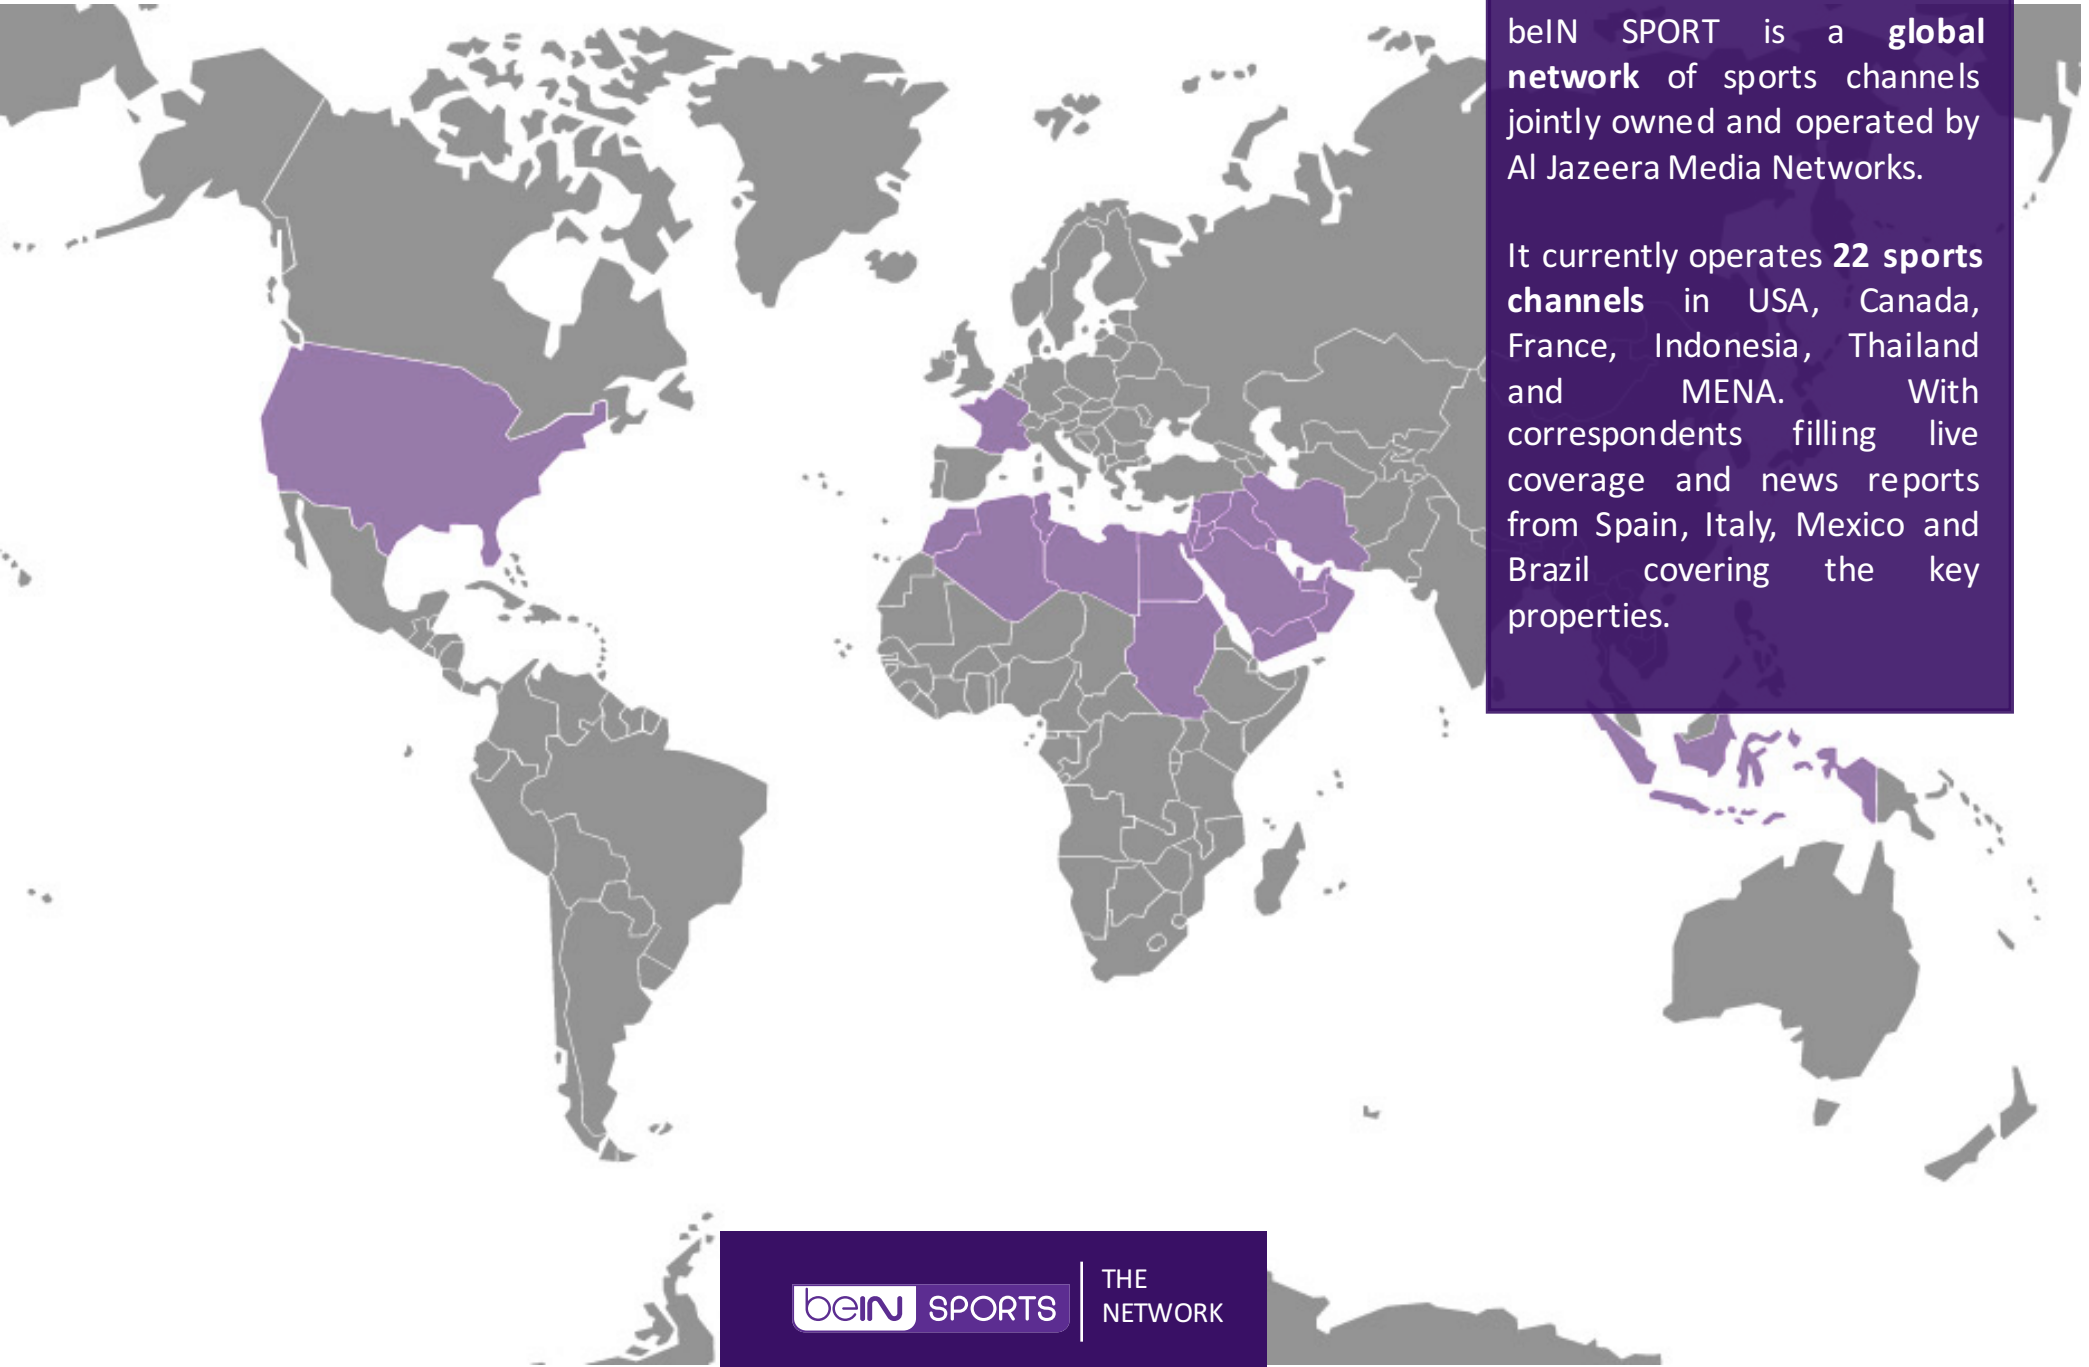 beIN SPORT is a global
network of sports channels
jointly owned and operated by
Al Jazeera Media Networks.
It currently operates 22 sports
channels in USA, Canada,
France, Indonesia, Thailand
and MENA. With
correspondents filling live
coverage and news reports
from Spain, Italy, Mexico and
Brazil covering the key
properties.
beIN SPORTS
THE
NETWORK